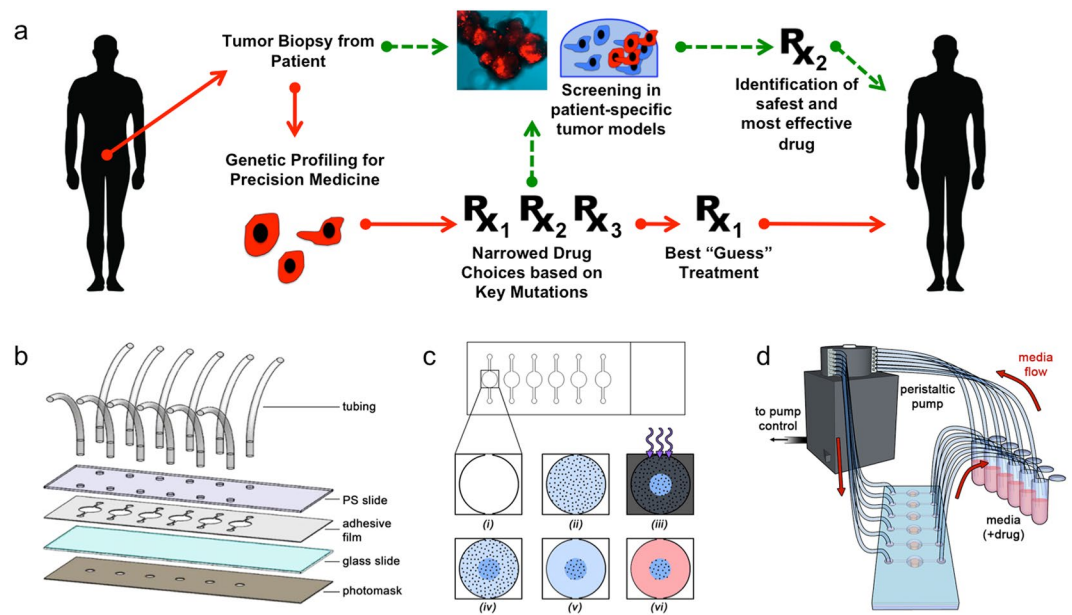 a
Tumor Biopsy from
Patient
Genetic Profiling for
Precision Medicine
Screening in
patient-specific
tumor models
Rx2
Identification of
safest and
most effective
drug
Rx1 Rx2 Rx3
Narrowed Drug
Choices based on
Key Mutations
Rx1
Best “Guess”
Treatment
b
tubing
PS slide
adhesive
film
glass slide
photomask
c
(i)
(ii)
(iii)
(iv)
(v)
(vi)
d
media
flow
peristaltic
pump
to pump
control
media
(+drug)